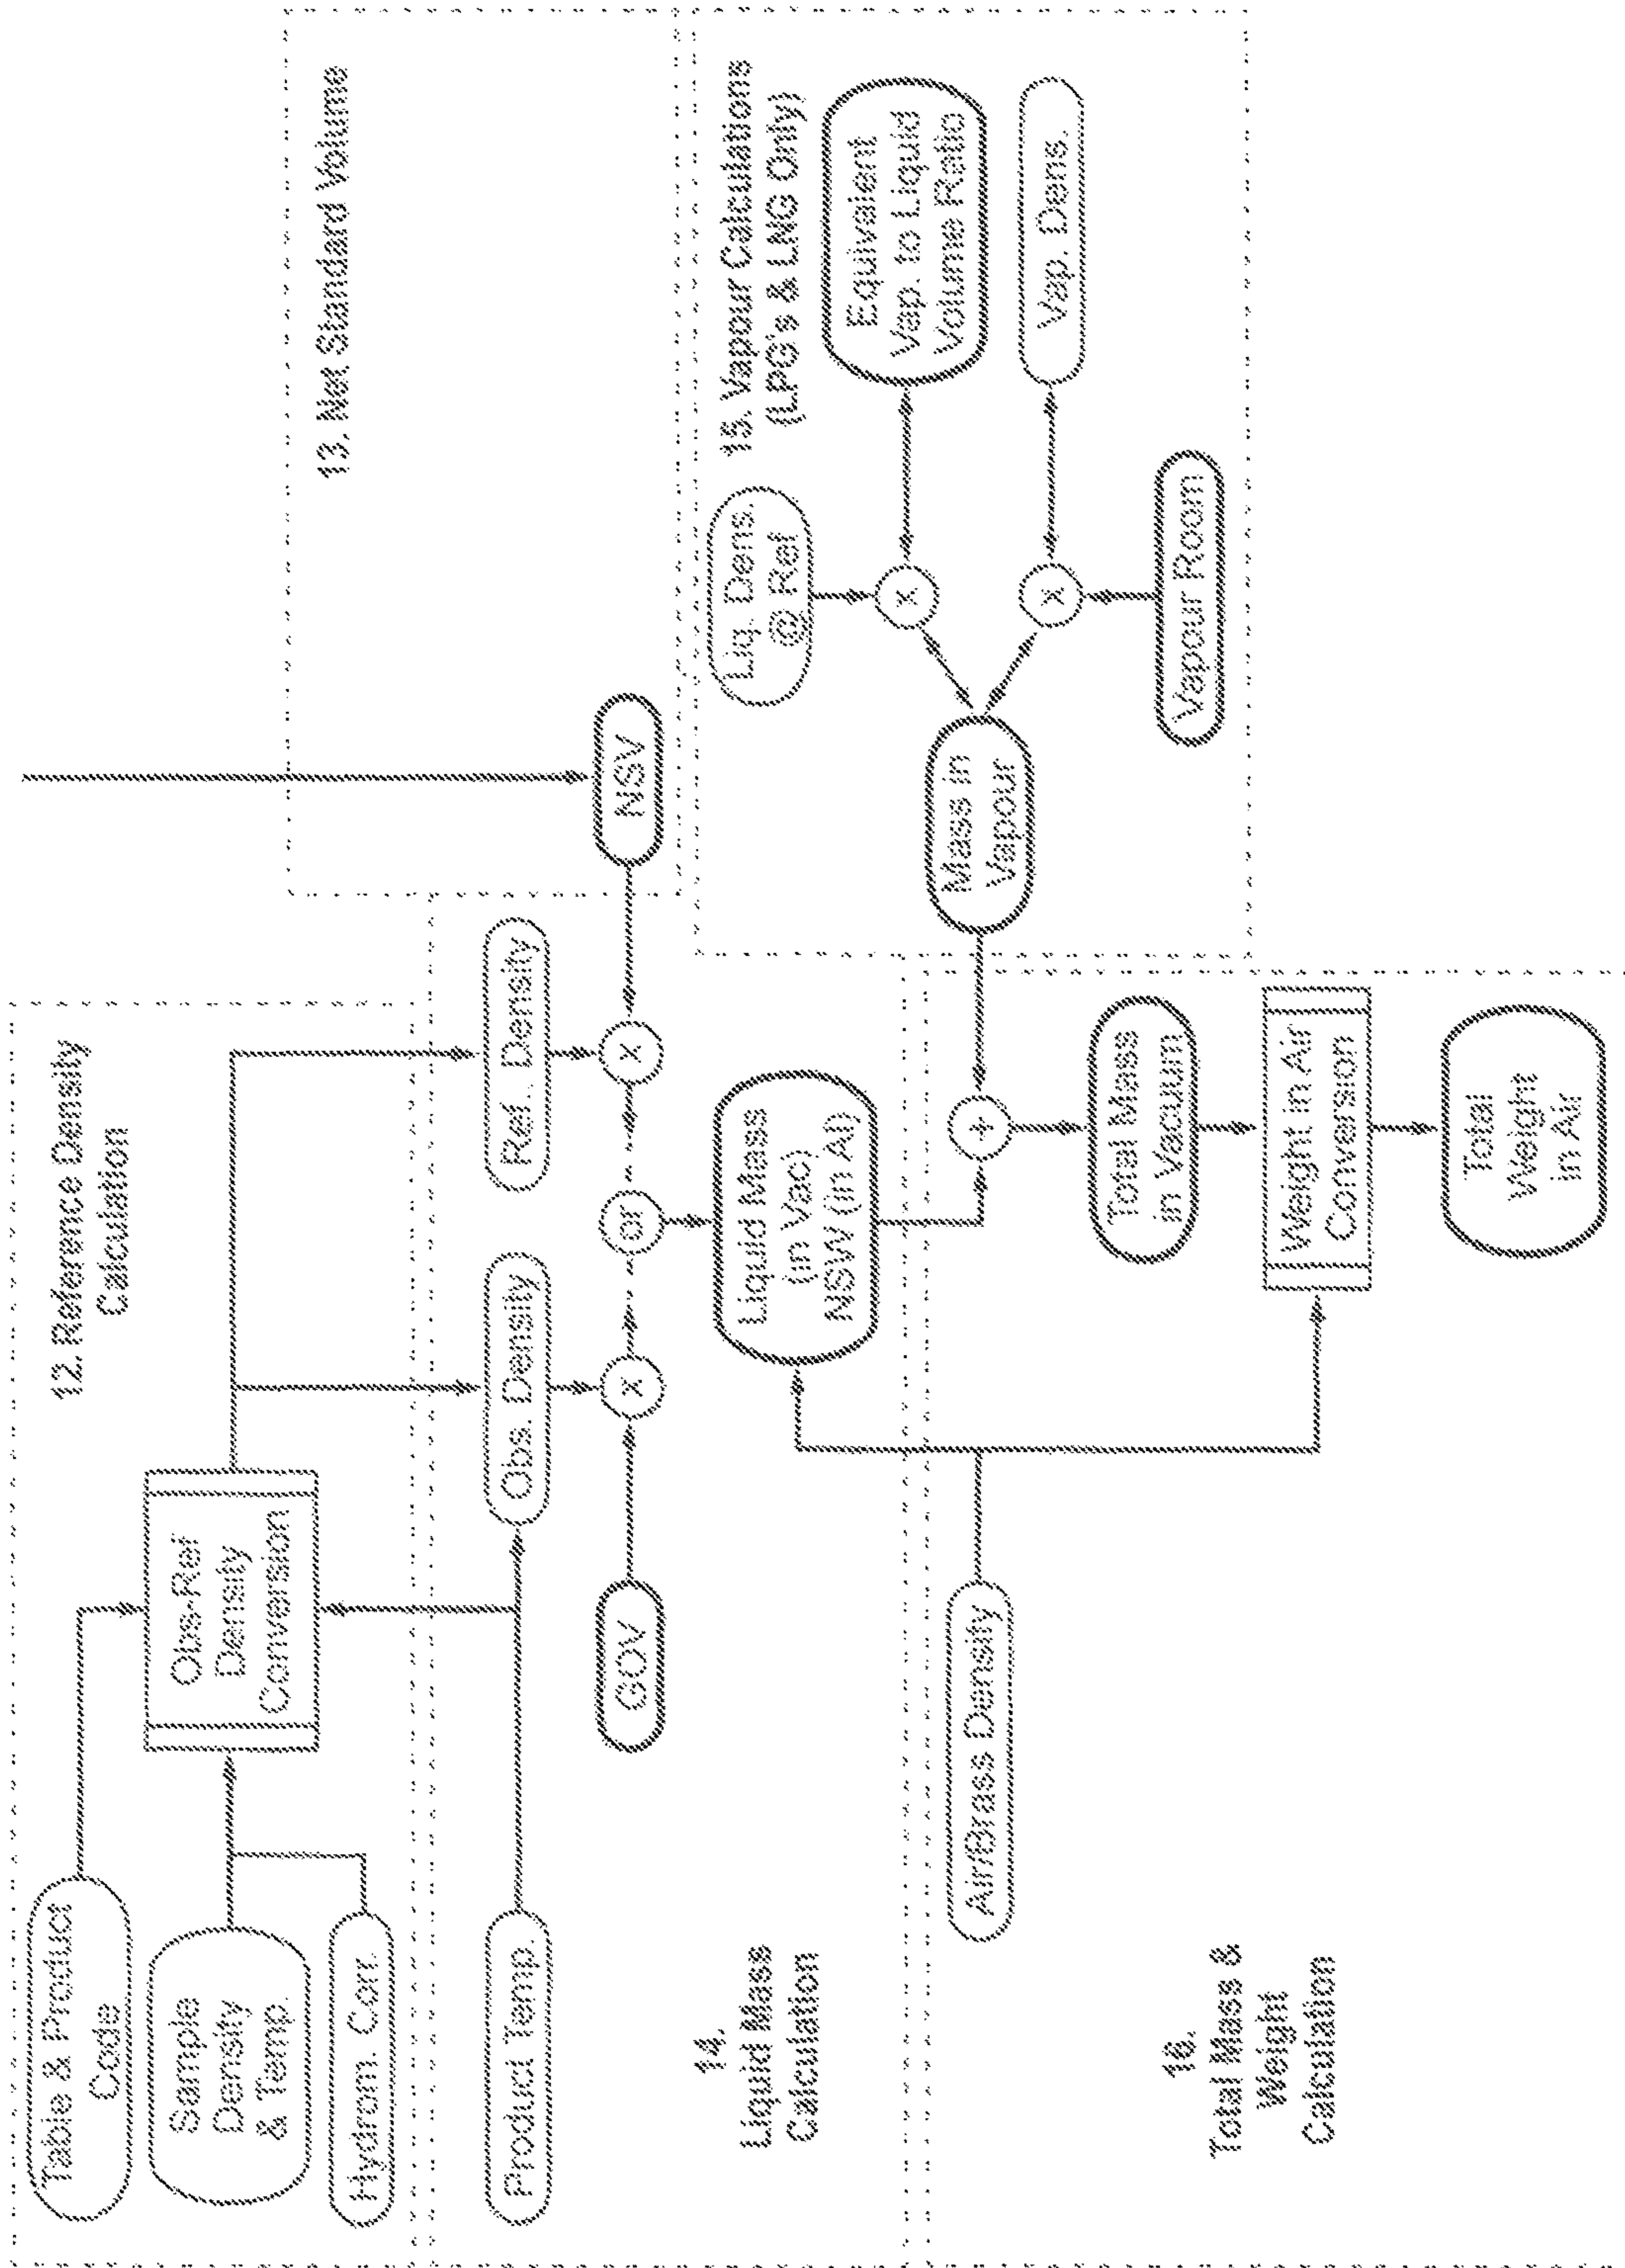 12. Reference Density
Calculation
Table & Product
Code
Sample
Density
& Temp.
Hydrom. Corr.
Obs-Ref
Density
Conversion
13. Net Standard Volume
NSV
14.
Liquid Mass
Calculation
Product Temp.
Obs. Density
Ref. Density
GOV
x
or
x
Liquid Mass
(in Vac)
NSW (in Ai)
15. Vapour Calculations
(LPG's & LNG Only)
Liq. Dens.
@ Ref
Equivalent
Vap. to Liquid
Volume Ratio
x
Vap. Dens.
x
Mass in
Vapour
Vapour Room
16.
Total Mass &
Weight
Calculation
Air/Brass Density
+
Total Mass
in Vacuum
Weight in Air
Conversion
Total
Weight
in Air